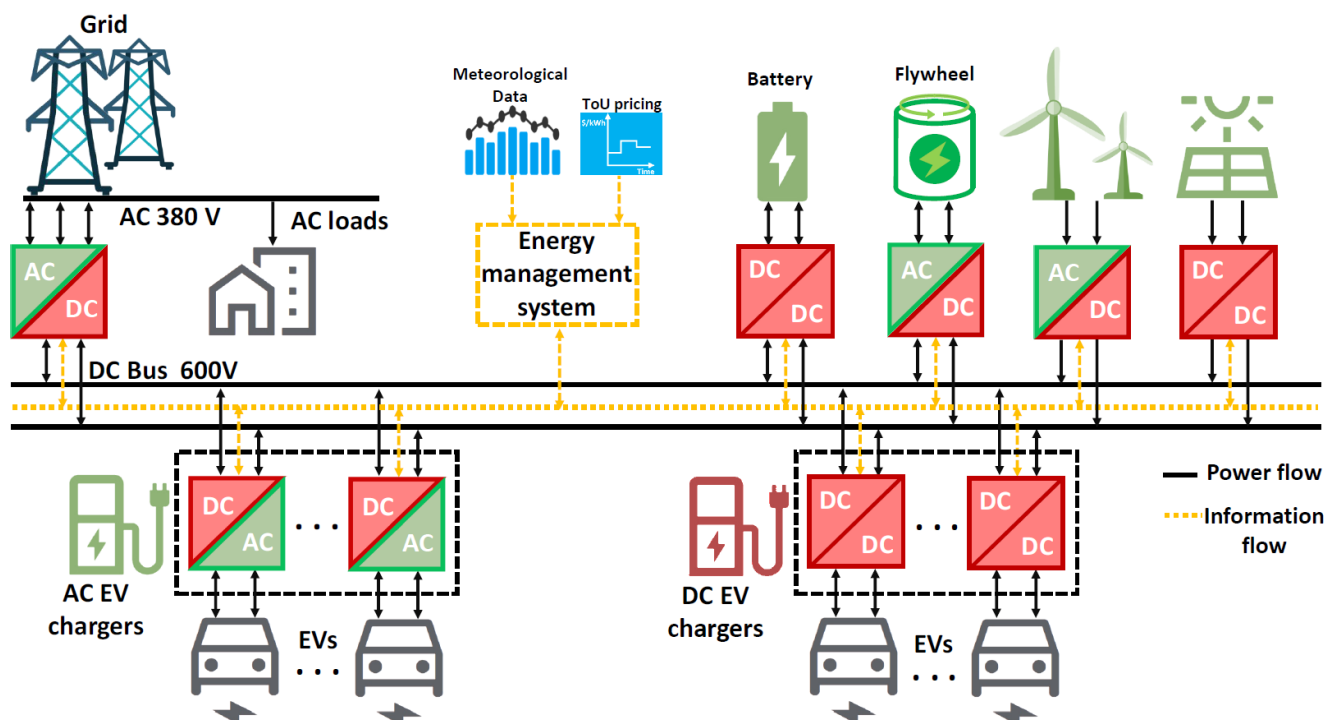 Grid
Meteorological
Data
ToU pricing
S/kWh
Time
Battery
Flywheel
AC 380 V
AC loads
Energy
management
system
AC
DC
DC
DC
AC
DC
AC
DC
DC
DC
DC Bus 600V
DC
AC
. . .
DC
AC
DC
DC
. . .
DC
DC
Power flow
Information
flow
AC EV
chargers
EVs
. . .
DC EV
chargers
EVs
. . .